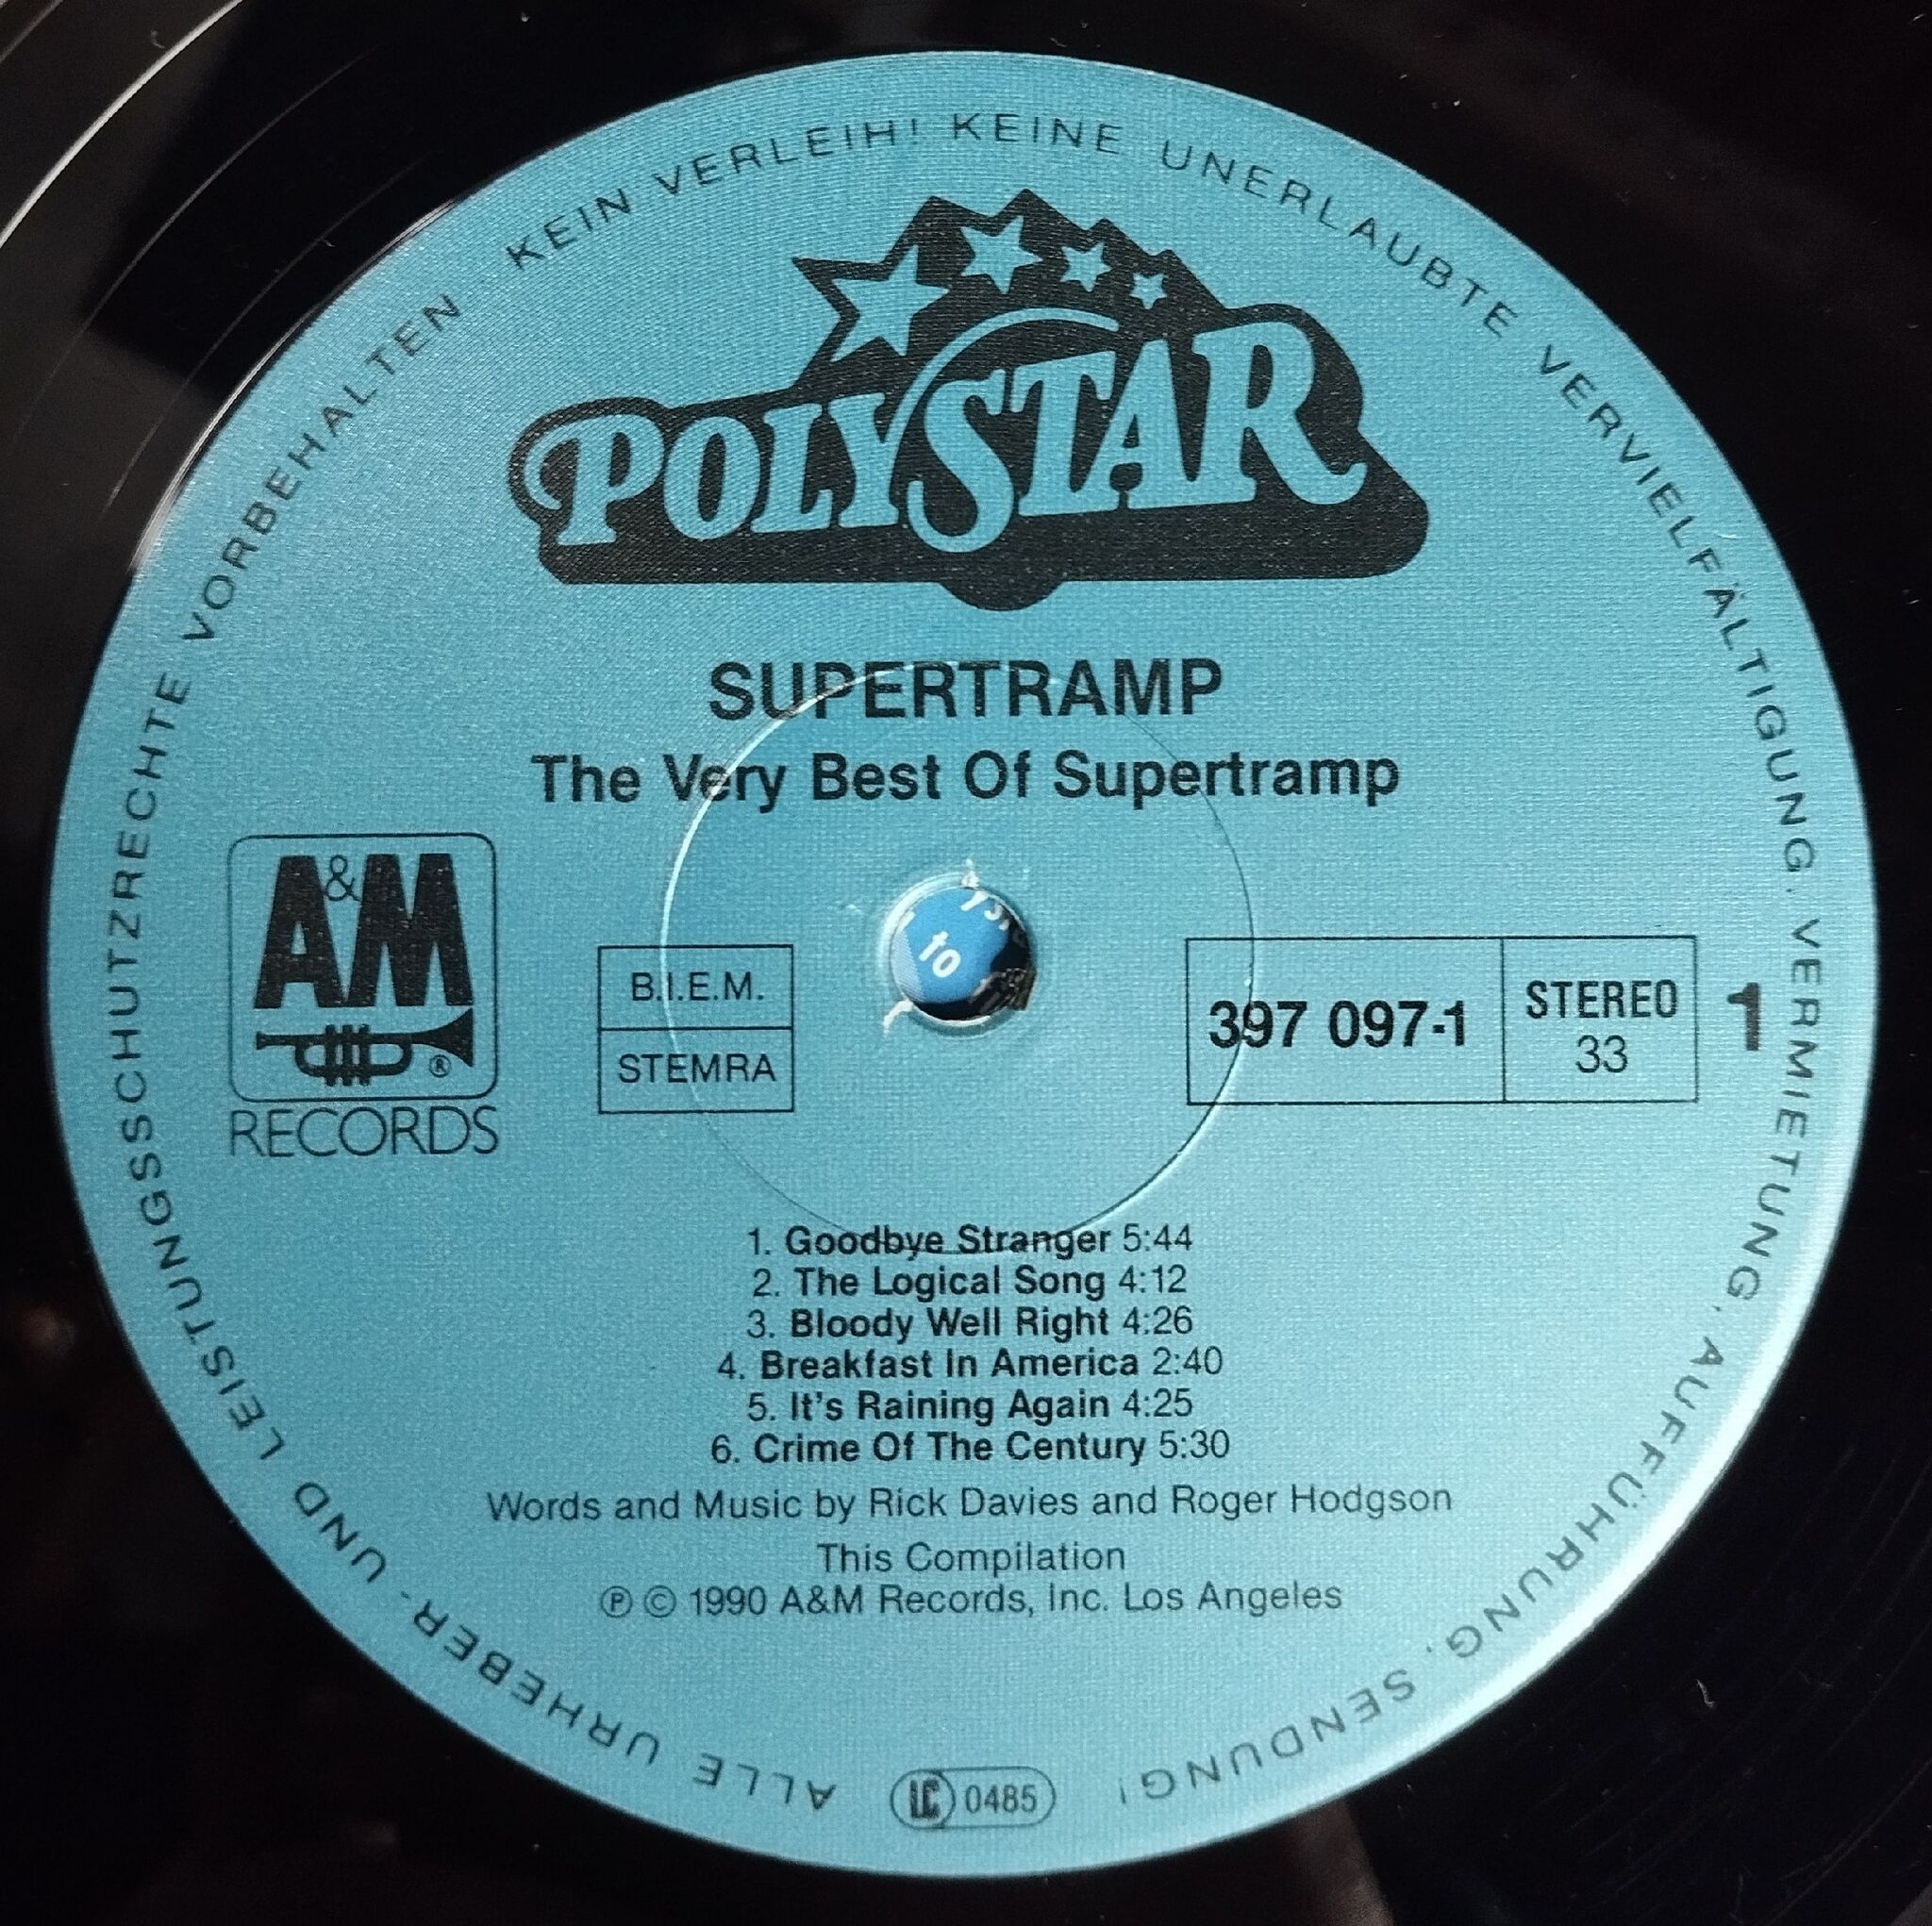 ALLE URHEBER- UND LEISTUNGSSCHUTZRECHTE VORBEHALTEN KEIN VERLEIH! KEINE UNERLAUBTE VERVIELFÄLTIGUNG, VERMIETUNG, AUFFÜHRUNG, SENDUNG!
POLYSTAR
SUPERTRAMP
The Very Best Of Supertramp
A&M
®
RECORDS
B.I.E.M.
STEMRA
to
397 097-1
STEREO
33
1
1. Goodbye Stranger 5:44
2. The Logical Song 4:12
3. Bloody Well Right 4:26
4. Breakfast In America 2:40
5. It's Raining Again 4:25
6. Crime Of The Century 5:30
Words and Music by Rick Davies and Roger Hodgson
This Compilation
℗ © 1990 A&M Records, Inc. Los Angeles
LC 0485